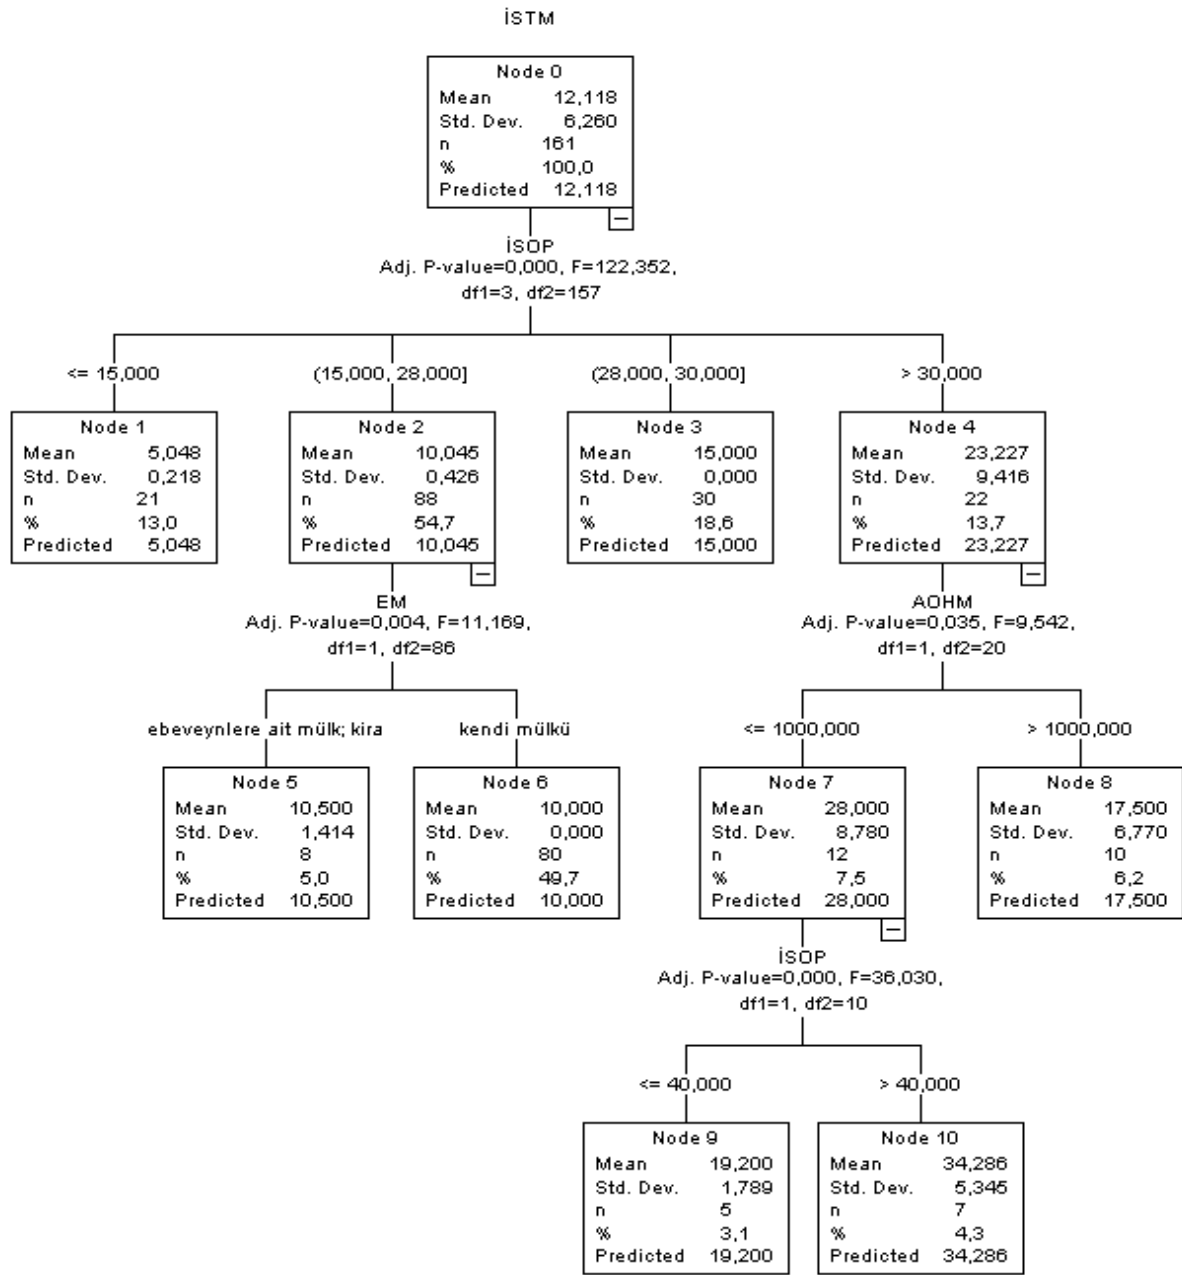 İSTM
Node 0
Mean 12,118
Std. Dev. 6,260
n 161
% 100,0
Predicted 12,118
İSOP
Adj. P-value=0,000, F=122,352,
df1=3, df2=157
<= 15,000
(15,000, 28,000]
(28,000, 30,000]
> 30,000
Node 1
Mean 5,048
Std. Dev. 0,218
n 21
% 13,0
Predicted 5,048
Node 2
Mean 10,045
Std. Dev. 0,426
n 88
% 54,7
Predicted 10,045
Node 3
Mean 15,000
Std. Dev. 0,000
n 30
% 18,6
Predicted 15,000
Node 4
Mean 23,227
Std. Dev. 9,416
n 22
% 13,7
Predicted 23,227
EM
Adj. P-value=0,004, F=11,169,
df1=1, df2=86
AOHM
Adj. P-value=0,035, F=9,542,
df1=1, df2=20
ebeveynlere ait mülk; kira
kendi mülkü
<= 1000,000
> 1000,000
Node 5
Mean 10,500
Std. Dev. 1,414
n 8
% 5,0
Predicted 10,500
Node 6
Mean 10,000
Std. Dev. 0,000
n 80
% 49,7
Predicted 10,000
Node 7
Mean 28,000
Std. Dev. 8,780
n 12
% 7,5
Predicted 28,000
Node 8
Mean 17,500
Std. Dev. 6,770
n 10
% 6,2
Predicted 17,500
İSOP
Adj. P-value=0,000, F=36,030,
df1=1, df2=10
<= 40,000
> 40,000
Node 9
Mean 19,200
Std. Dev. 1,789
n 5
% 3,1
Predicted 19,200
Node 10
Mean 34,286
Std. Dev. 5,345
n 7
% 4,3
Predicted 34,286